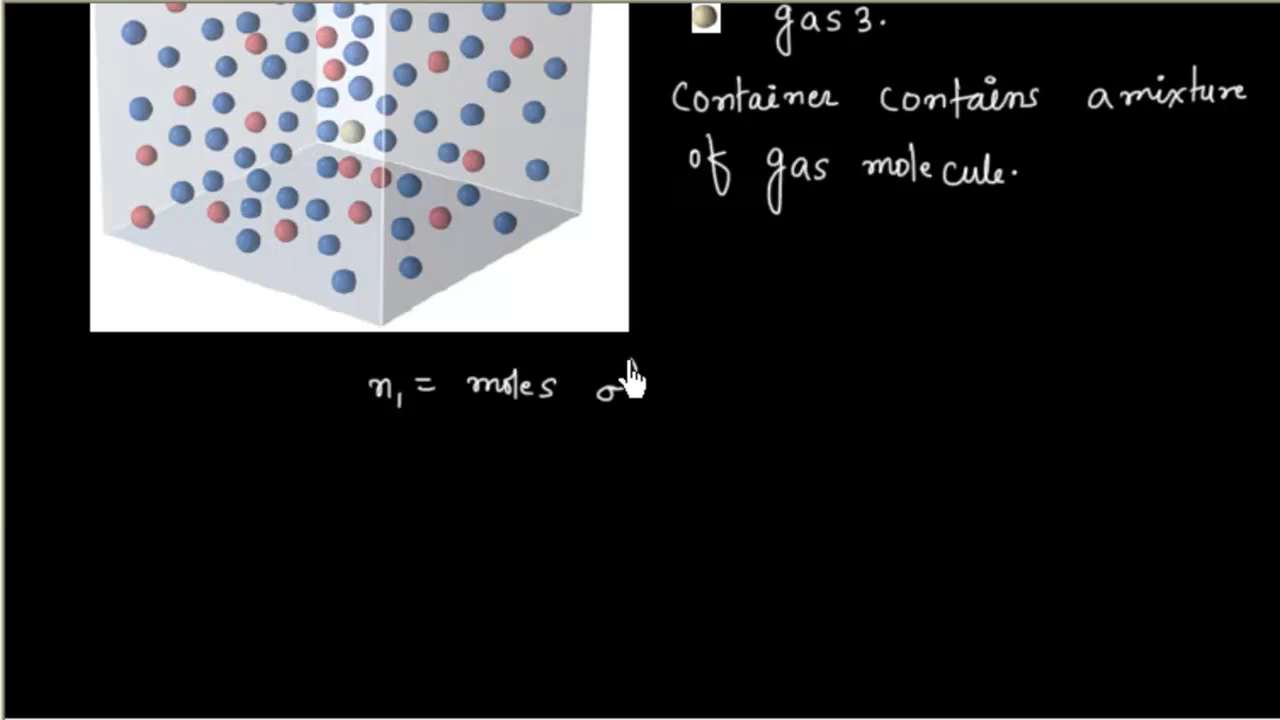 gas 3.
Container contains a mixture
of gas molecule.
n₁ = moles o